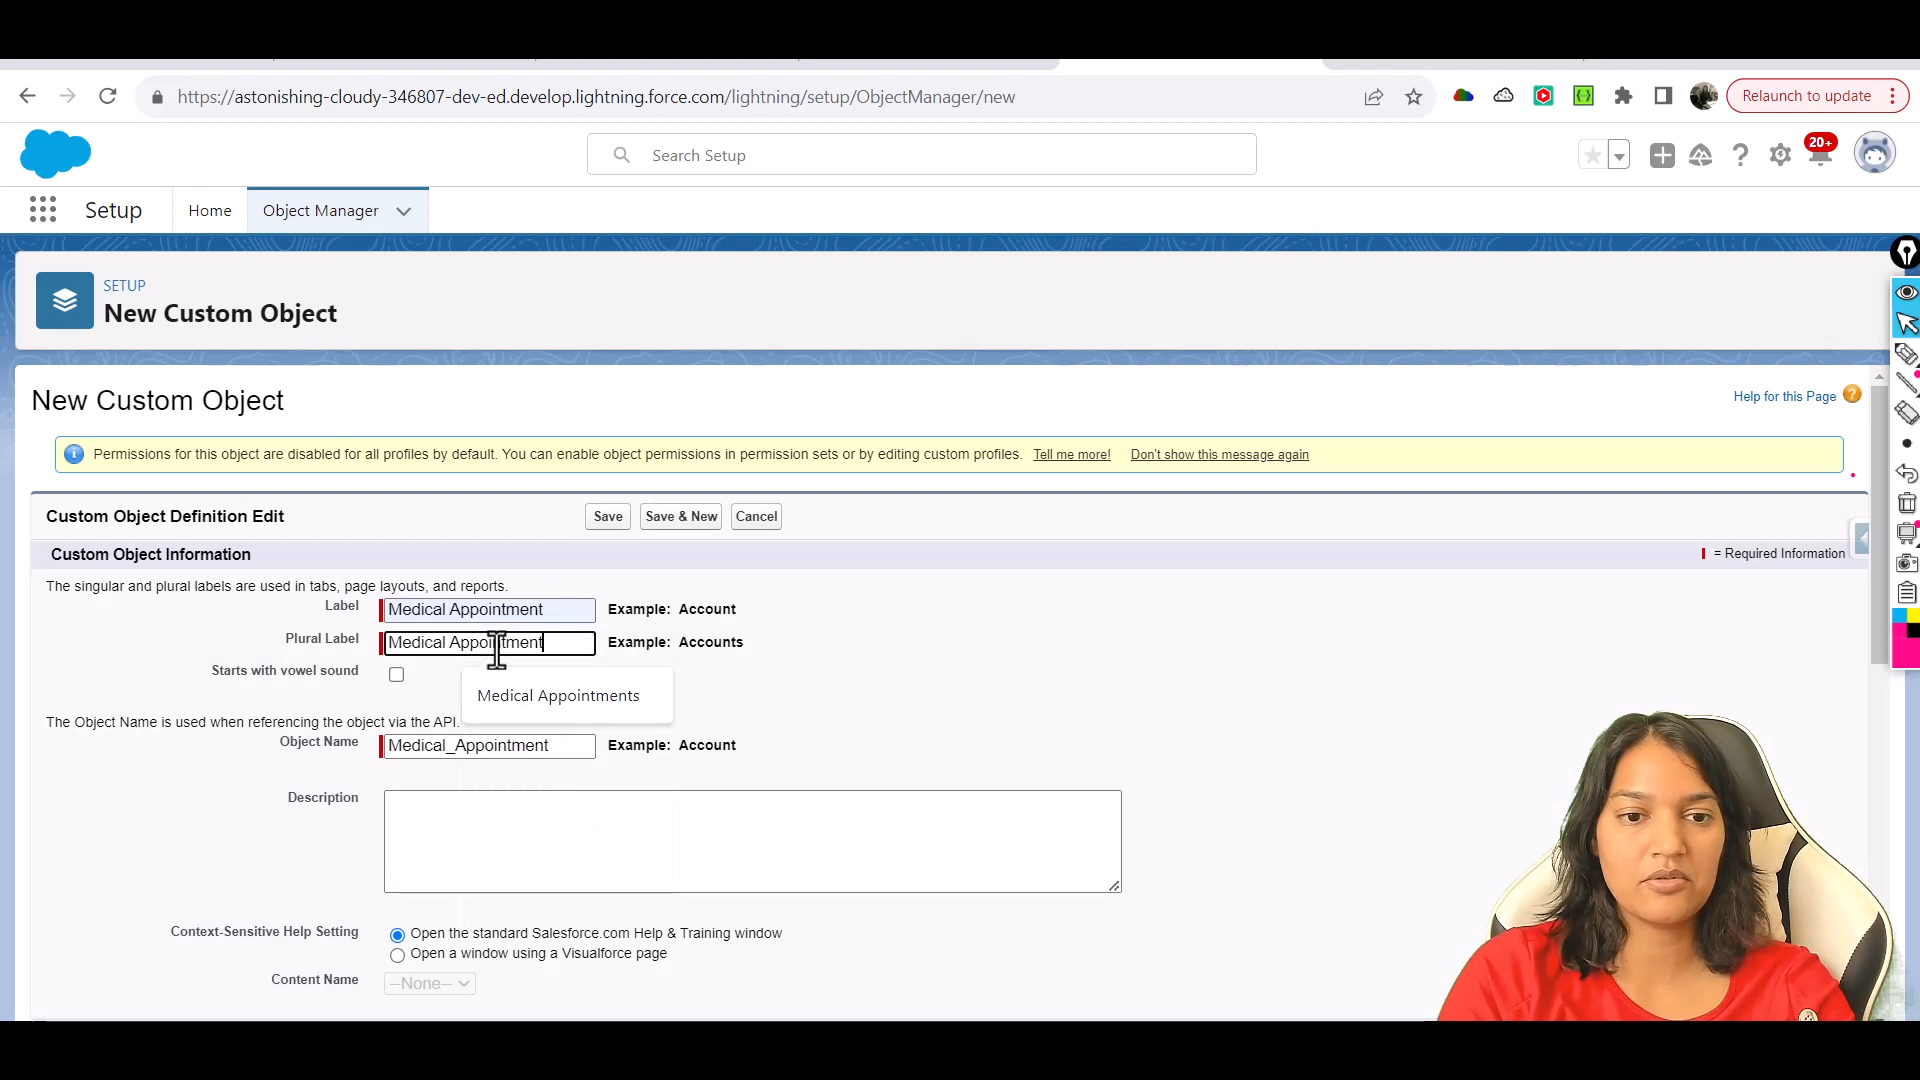 https://astonishing-cloudy-346807-dev-ed.develop.lightning.force.com/lightning/setup/ObjectManager/new
Relaunch to update
Search Setup
20+
Setup
Home
Object Manager
SETUP
New Custom Object
New Custom Object
Help for this Page
Permissions for this object are disabled for all profiles by default. You can enable object permissions in permission sets or by editing custom profiles. Tell me more! Don't show this message again
Custom Object Definition Edit
Save
Save & New
Cancel
Custom Object Information
= Required Information
The singular and plural labels are used in tabs, page layouts, and reports.
Label
Medical Appointment
Example: Account
Plural Label
Medical Appointment
Example: Accounts
Starts with vowel sound
Medical Appointments
The Object Name is used when referencing the object via the API.
Object Name
Medical_Appointment
Example: Account
Description
Context-Sensitive Help Setting
Open the standard Salesforce.com Help & Training window
Open a window using a Visualforce page
Content Name
--None--